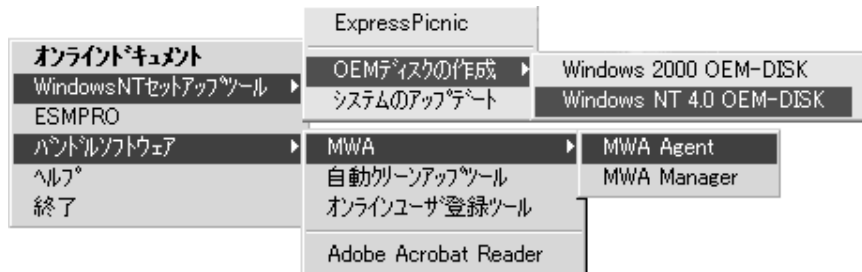 オンラインﾄﾞｷｭﾒﾝﾄ
WindowsNTｾｯﾄｱｯﾌﾟﾂｰﾙ
ESMPRO
ﾊﾞﾝﾄﾞﾙｿﾌﾄｳｪｱ
ﾍﾙﾌﾟ
終了
ExpressPicnic
OEMﾃﾞｨｽｸの作成
ｼｽﾃﾑのｱｯﾌﾟﾃﾞｰﾄ
Windows 2000 OEM-DISK
Windows NT 4.0 OEM-DISK
MWA
自動ｸﾘｰﾝｱｯﾌﾟﾂｰﾙ
ｵﾝﾗｲﾝﾕｰｻﾞ登録ﾂｰﾙ
Adobe Acrobat Reader
MWA Agent
MWA Manager